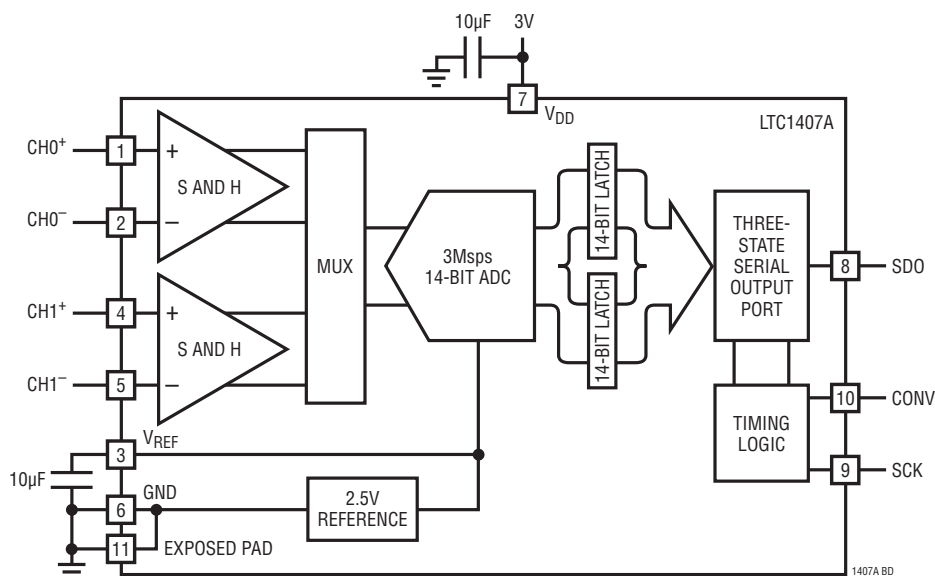 10µF 3V
7
VDD
LTC1407A
CH0+
1
+
S AND H
CH0–
2
–
MUX
3Msps
14-BIT ADC
14-BIT LATCH
14-BIT LATCH
THREE-
STATE
SERIAL
OUTPUT
PORT
8
SDO
CH1+
4
+
S AND H
CH1–
5
–
TIMING
LOGIC
10
CONV
9
SCK
VREF
3
10µF
GND
6
2.5V
REFERENCE
11
EXPOSED PAD
1407A BD